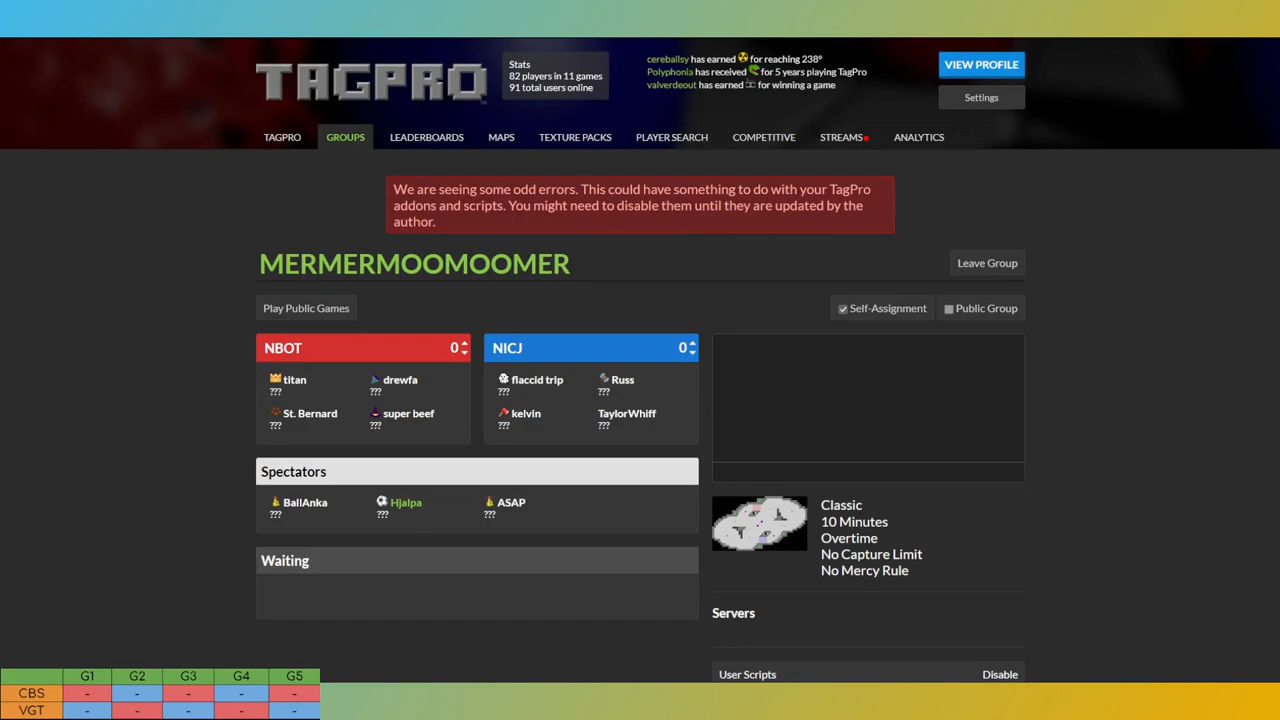 TAGPRO
Stats
82 players in 11 games
91 total users online
cereballsy has earned for reaching 238°
Polyphonia has received for 5 years playing TagPro
valverdeout has earned for winning a game
VIEW PROFILE
Settings
TAGPRO GROUPS LEADERBOARDS MAPS TEXTURE PACKS PLAYER SEARCH COMPETITIVE STREAMS ANALYTICS
We are seeing some odd errors. This could have something to do with your TagPro
addons and scripts. You might need to disable them until they are updated by the
author.
MERMERMOOMOOMER
Leave Group
Play Public Games
Self-Assignment
Public Group
NBOT 0
titan drewfa
??? ???
St. Bernard super beef
??? ???
NICJ 0
flaccid trip Russ
??? ???
kelvin TaylorWhiff
??? ???
Spectators
BallAnka Hjalpa ASAP
??? ??? ???
Waiting
Classic
10 Minutes
Overtime
No Capture Limit
No Mercy Rule
Servers
User Scripts Disable
G1 G2 G3 G4 G5
CBS - - - - -
VGT - - - - -